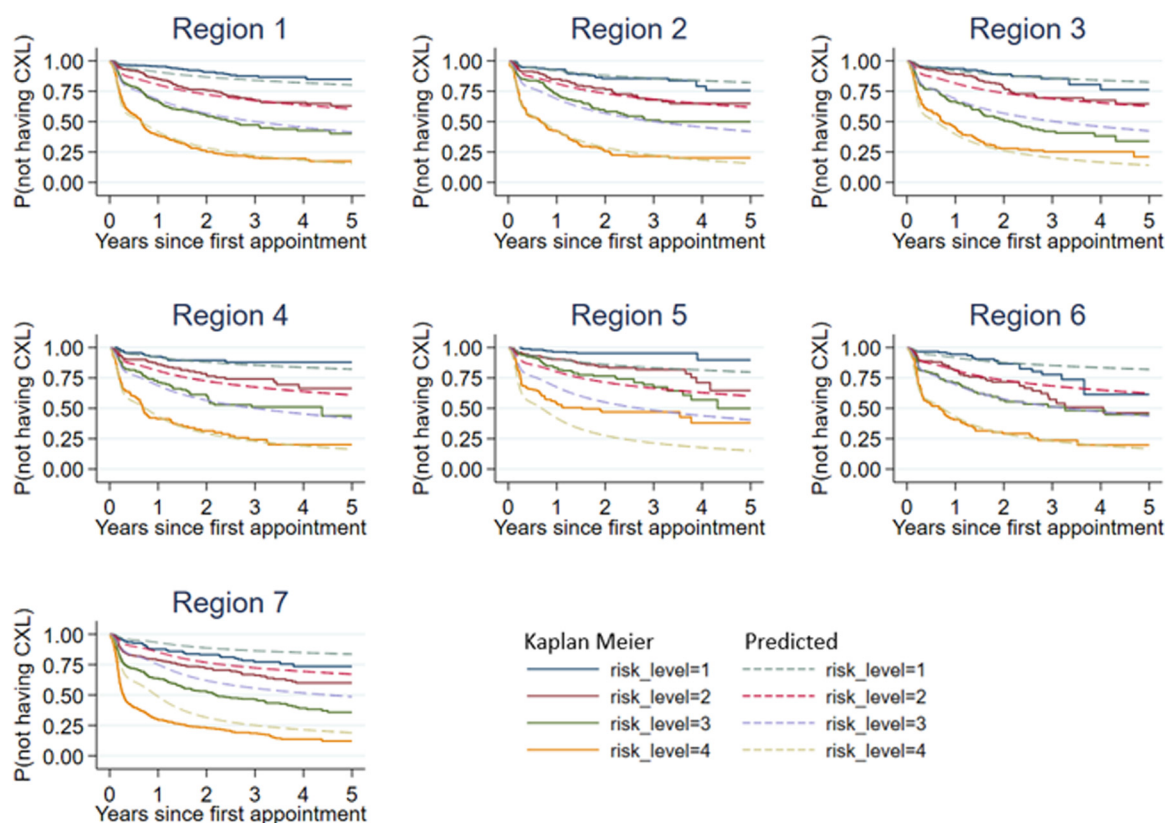 Region 1
P(not having CXL)
1.00
0.75
0.50
0.25
0.00
0 1 2 3 4 5
Years since first appointment
Region 2
P(not having CXL)
1.00
0.75
0.50
0.25
0.00
0 1 2 3 4 5
Years since first appointment
Region 3
P(not having CXL)
1.00
0.75
0.50
0.25
0.00
0 1 2 3 4 5
Years since first appointment
Region 4
P(not having CXL)
1.00
0.75
0.50
0.25
0.00
0 1 2 3 4 5
Years since first appointment
Region 5
P(not having CXL)
1.00
0.75
0.50
0.25
0.00
0 1 2 3 4 5
Years since first appointment
Region 6
P(not having CXL)
1.00
0.75
0.50
0.25
0.00
0 1 2 3 4 5
Years since first appointment
Region 7
P(not having CXL)
1.00
0.75
0.50
0.25
0.00
0 1 2 3 4 5
Years since first appointment
Kaplan Meier Predicted
risk_level=1 risk_level=1
risk_level=2 risk_level=2
risk_level=3 risk_level=3
risk_level=4 risk_level=4